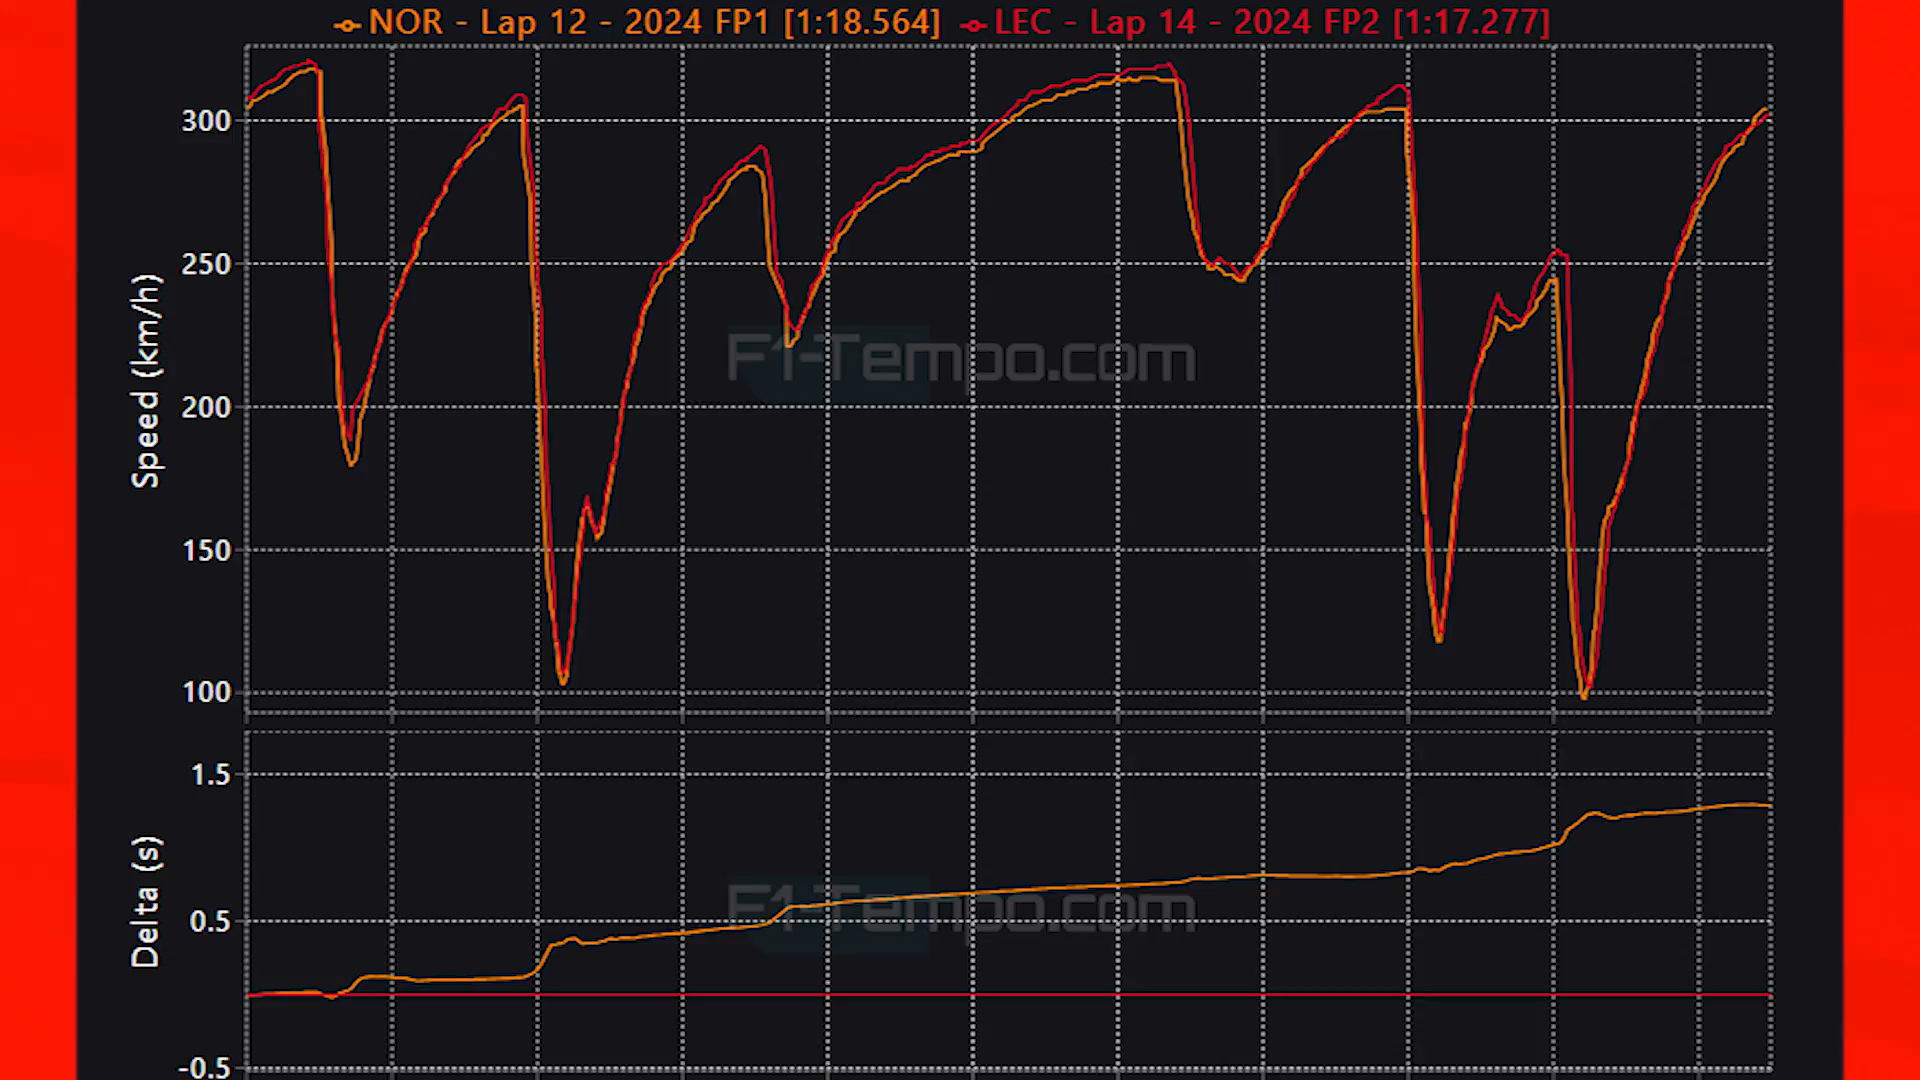 NOR - Lap 12 - 2024 FP1 [1:18.564] LEC - Lap 14 - 2024 FP2 [1:17.277]
Speed (km/h)
300
250
200
150
100
F1-Tempo.com
Delta (s)
1.5
0.5
-0.5
F1-Tempo.com